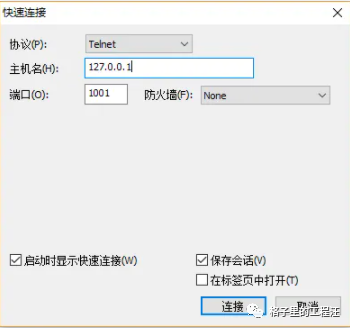 快速连接
协议(P): Telnet
主机名(H): 127.0.0.1
端口(O): 1001 防火墙(F): None
启动时显示快速连接(W) 保存会话(V)
在标签页中打开(T)
连接 取消
格子里的工程汪